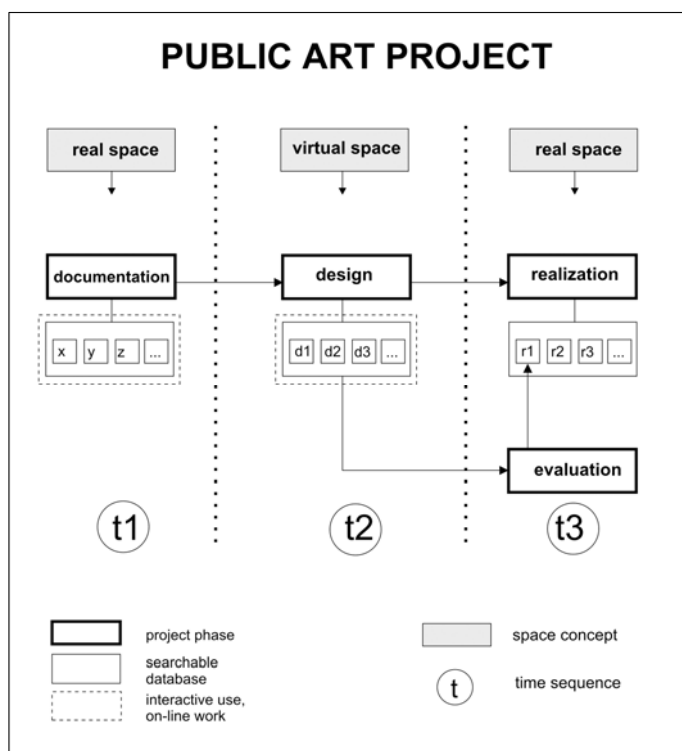 PUBLIC ART PROJECT
real space
virtual space
real space
documentation
design
realization
x y z ...
d1 d2 d3 ...
r1 r2 r3 ...
evaluation
t1
t2
t3
project phase
searchable
database
interactive use,
on-line work
space concept
t
time sequence